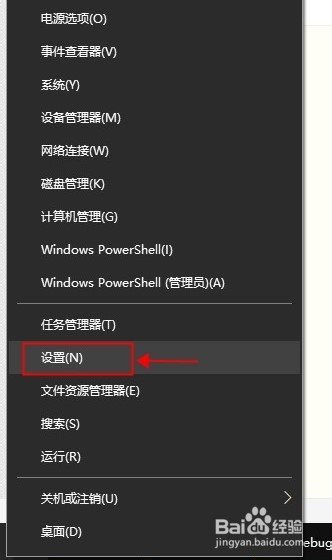 电源选项(O)
事件查看器(V)
系统(Y)
设备管理器(M)
网络连接(W)
磁盘管理(K)
计算机管理(G)
Windows PowerShell(I)
Windows PowerShell (管理员)(A)
任务管理器(T)
设置(N)
文件资源管理器(E)
搜索(S)
运行(R)
关机或注销(U)
桌面(D)
Baidu经验
jingyan.baidu.com
ebug